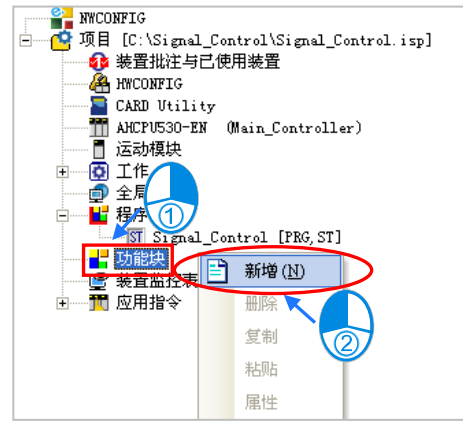 NWCONFIG
项目 [C:\Signal_Control\Signal_Control.isp]
装置批注与已使用装置
HWCONFIG
CARD Utility
AHCPU530-EN (Main_Controller)
运动模块
工作
全局
程序
①
ST Signal_Control [PRG,ST]
功能块
新增(N)
装置监控表
删除
应用指令
②
复制
粘贴
属性